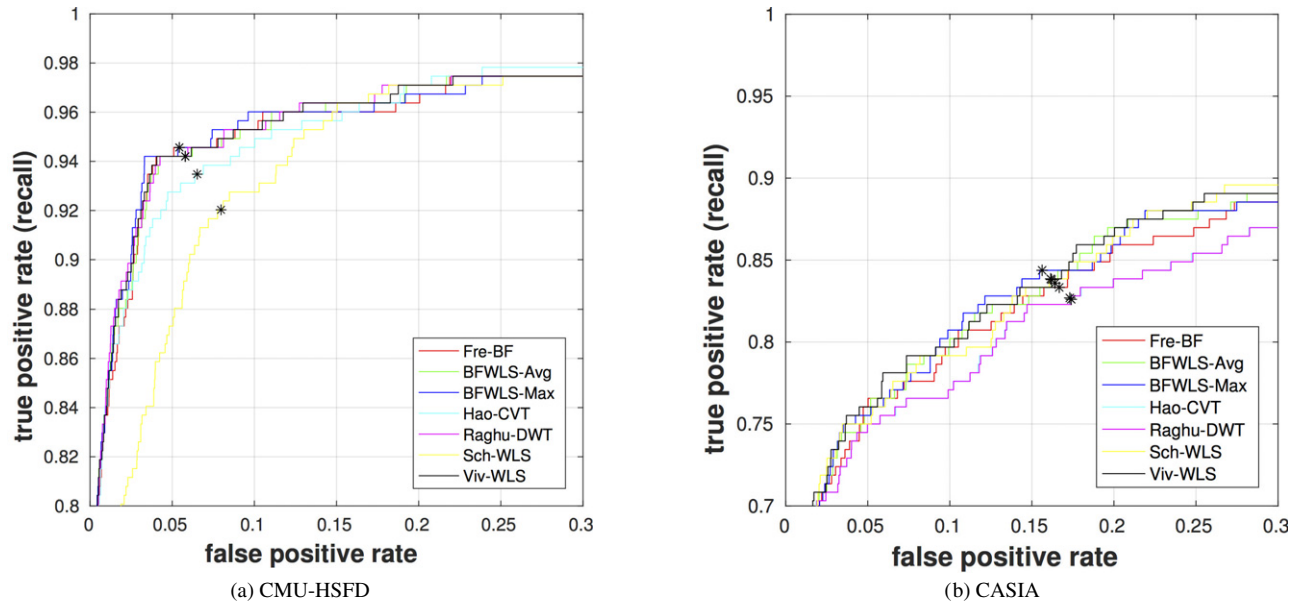 1
0.98
0.96
0.94
0.92
0.9
0.88
0.86
0.84
0.82
0.8
true positive rate (recall)
0
0.05
0.1
0.15
0.2
0.25
0.3
false positive rate
Fre-BF
BFWLS-Avg
BFWLS-Max
Hao-CVT
Raghu-DWT
Sch-WLS
Viv-WLS
(a) CMU-HSFD
1
0.95
0.9
0.85
0.8
0.75
0.7
true positive rate (recall)
0
0.05
0.1
0.15
0.2
0.25
0.3
false positive rate
Fre-BF
BFWLS-Avg
BFWLS-Max
Hao-CVT
Raghu-DWT
Sch-WLS
Viv-WLS
(b) CASIA